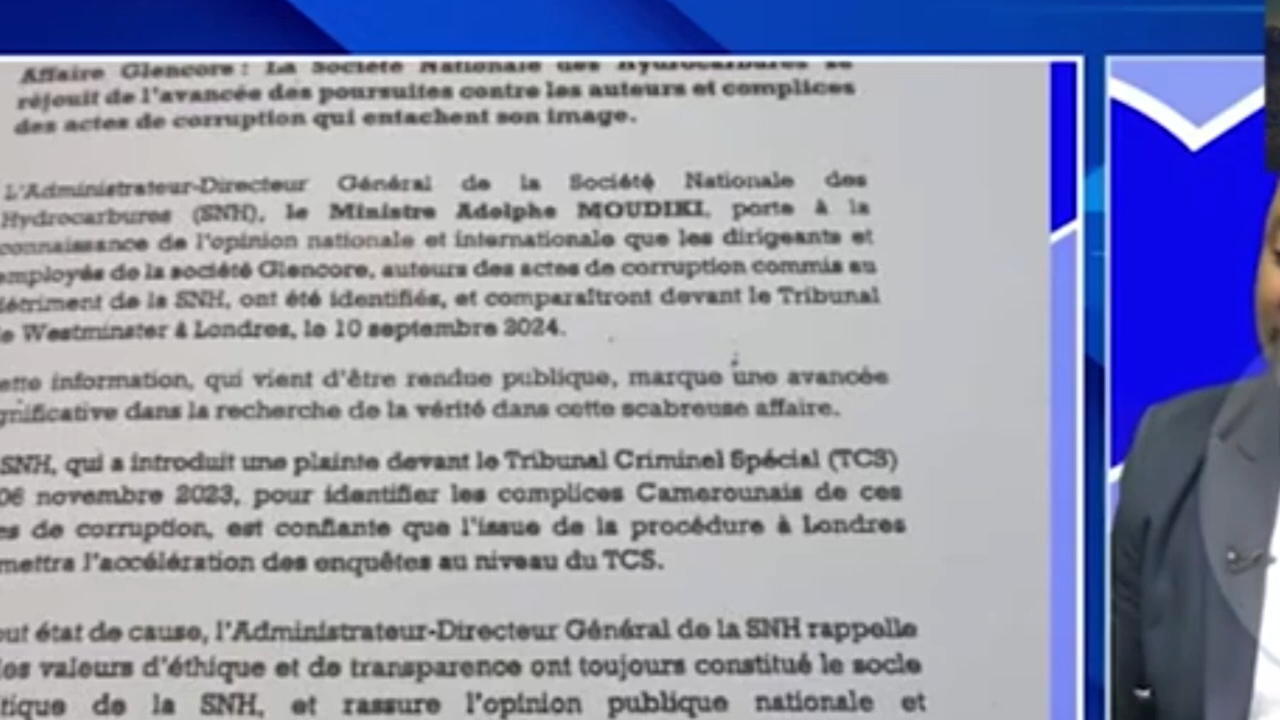 Affaire Glencore : La Société Nationale des Hydrocarbures se
réjouit de l'avancée des poursuites contre les auteurs et complices
des actes de corruption qui entachent son image.
L'Administrateur-Directeur Général de la Société Nationale des
Hydrocarbures (SNH), le Ministre Adolphe MOUDIKI, porte à la
connaissance de l'opinion nationale et internationale que les dirigeants et
employés de la société Glencore, auteurs des actes de corruption commis au
détriment de la SNH, ont été identifiés, et comparaîtront devant le Tribunal
e Westminster à Londres, le 10 septembre 2024.
ette information, qui vient d'être rendue publique, marque une avancée
gnificative dans la recherche de la vérité dans cette scabreuse affaire.
SNH, qui a introduit une plainte devant le Tribunal Criminel Spécial (TCS)
06 novembre 2023, pour identifier les complices Camerounais de ces
es de corruption, est confiante que l'issue de la procédure à Londres
mettra l'accélération des enquêtes au niveau du TCS.
out état de cause, l'Administrateur-Directeur Général de la SNH rappelle
les valeurs d'éthique et de transparence ont toujours constitué le socle
tique de la SNH, et rassure l'opinion publique nationale et